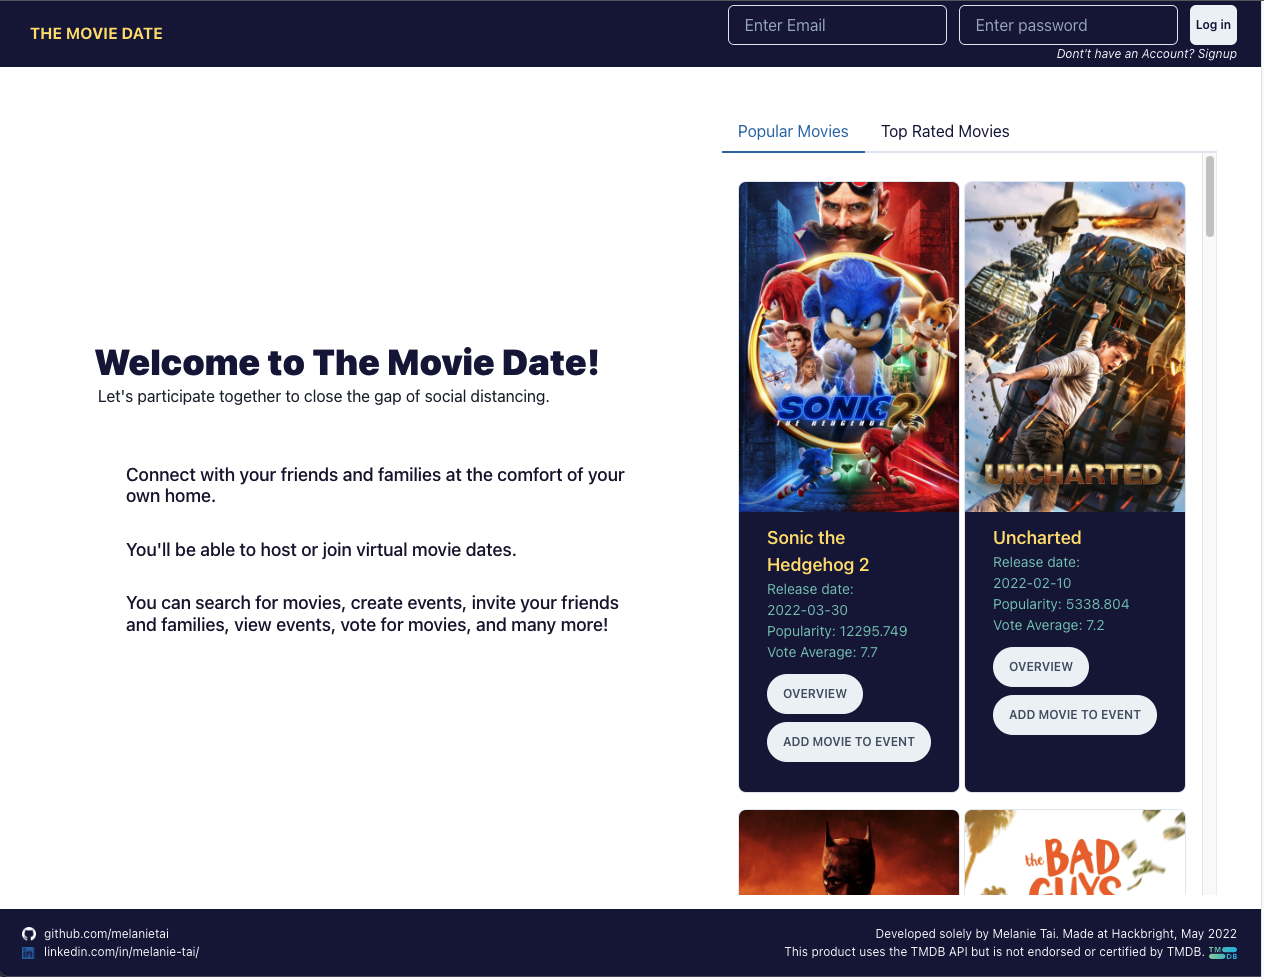 THE MOVIE DATE
Enter Email
Enter password
Log in
Dont't have an Account? Signup
Popular Movies
Top Rated Movies
Welcome to The Movie Date!
Let's participate together to close the gap of social distancing.
Connect with your friends and families at the comfort of your
own home.
You'll be able to host or join virtual movie dates.
You can search for movies, create events, invite your friends
and families, view events, vote for movies, and many more!
SONIC 2
THE HEDGEHOG
Sonic the
Hedgehog 2
Release date:
2022-03-30
Popularity: 12295.749
Vote Average: 7.7
OVERVIEW
ADD MOVIE TO EVENT
UNCHARTED
Uncharted
Release date:
2022-02-10
Popularity: 5338.804
Vote Average: 7.2
OVERVIEW
ADD MOVIE TO EVENT
the BAD
GUYS
github.com/melanietai
linkedin.com/in/melanie-tai/
Developed solely by Melanie Tai. Made at Hackbright, May 2022
This product uses the TMDB API but is not endorsed or certified by TMDB.
TM
DB